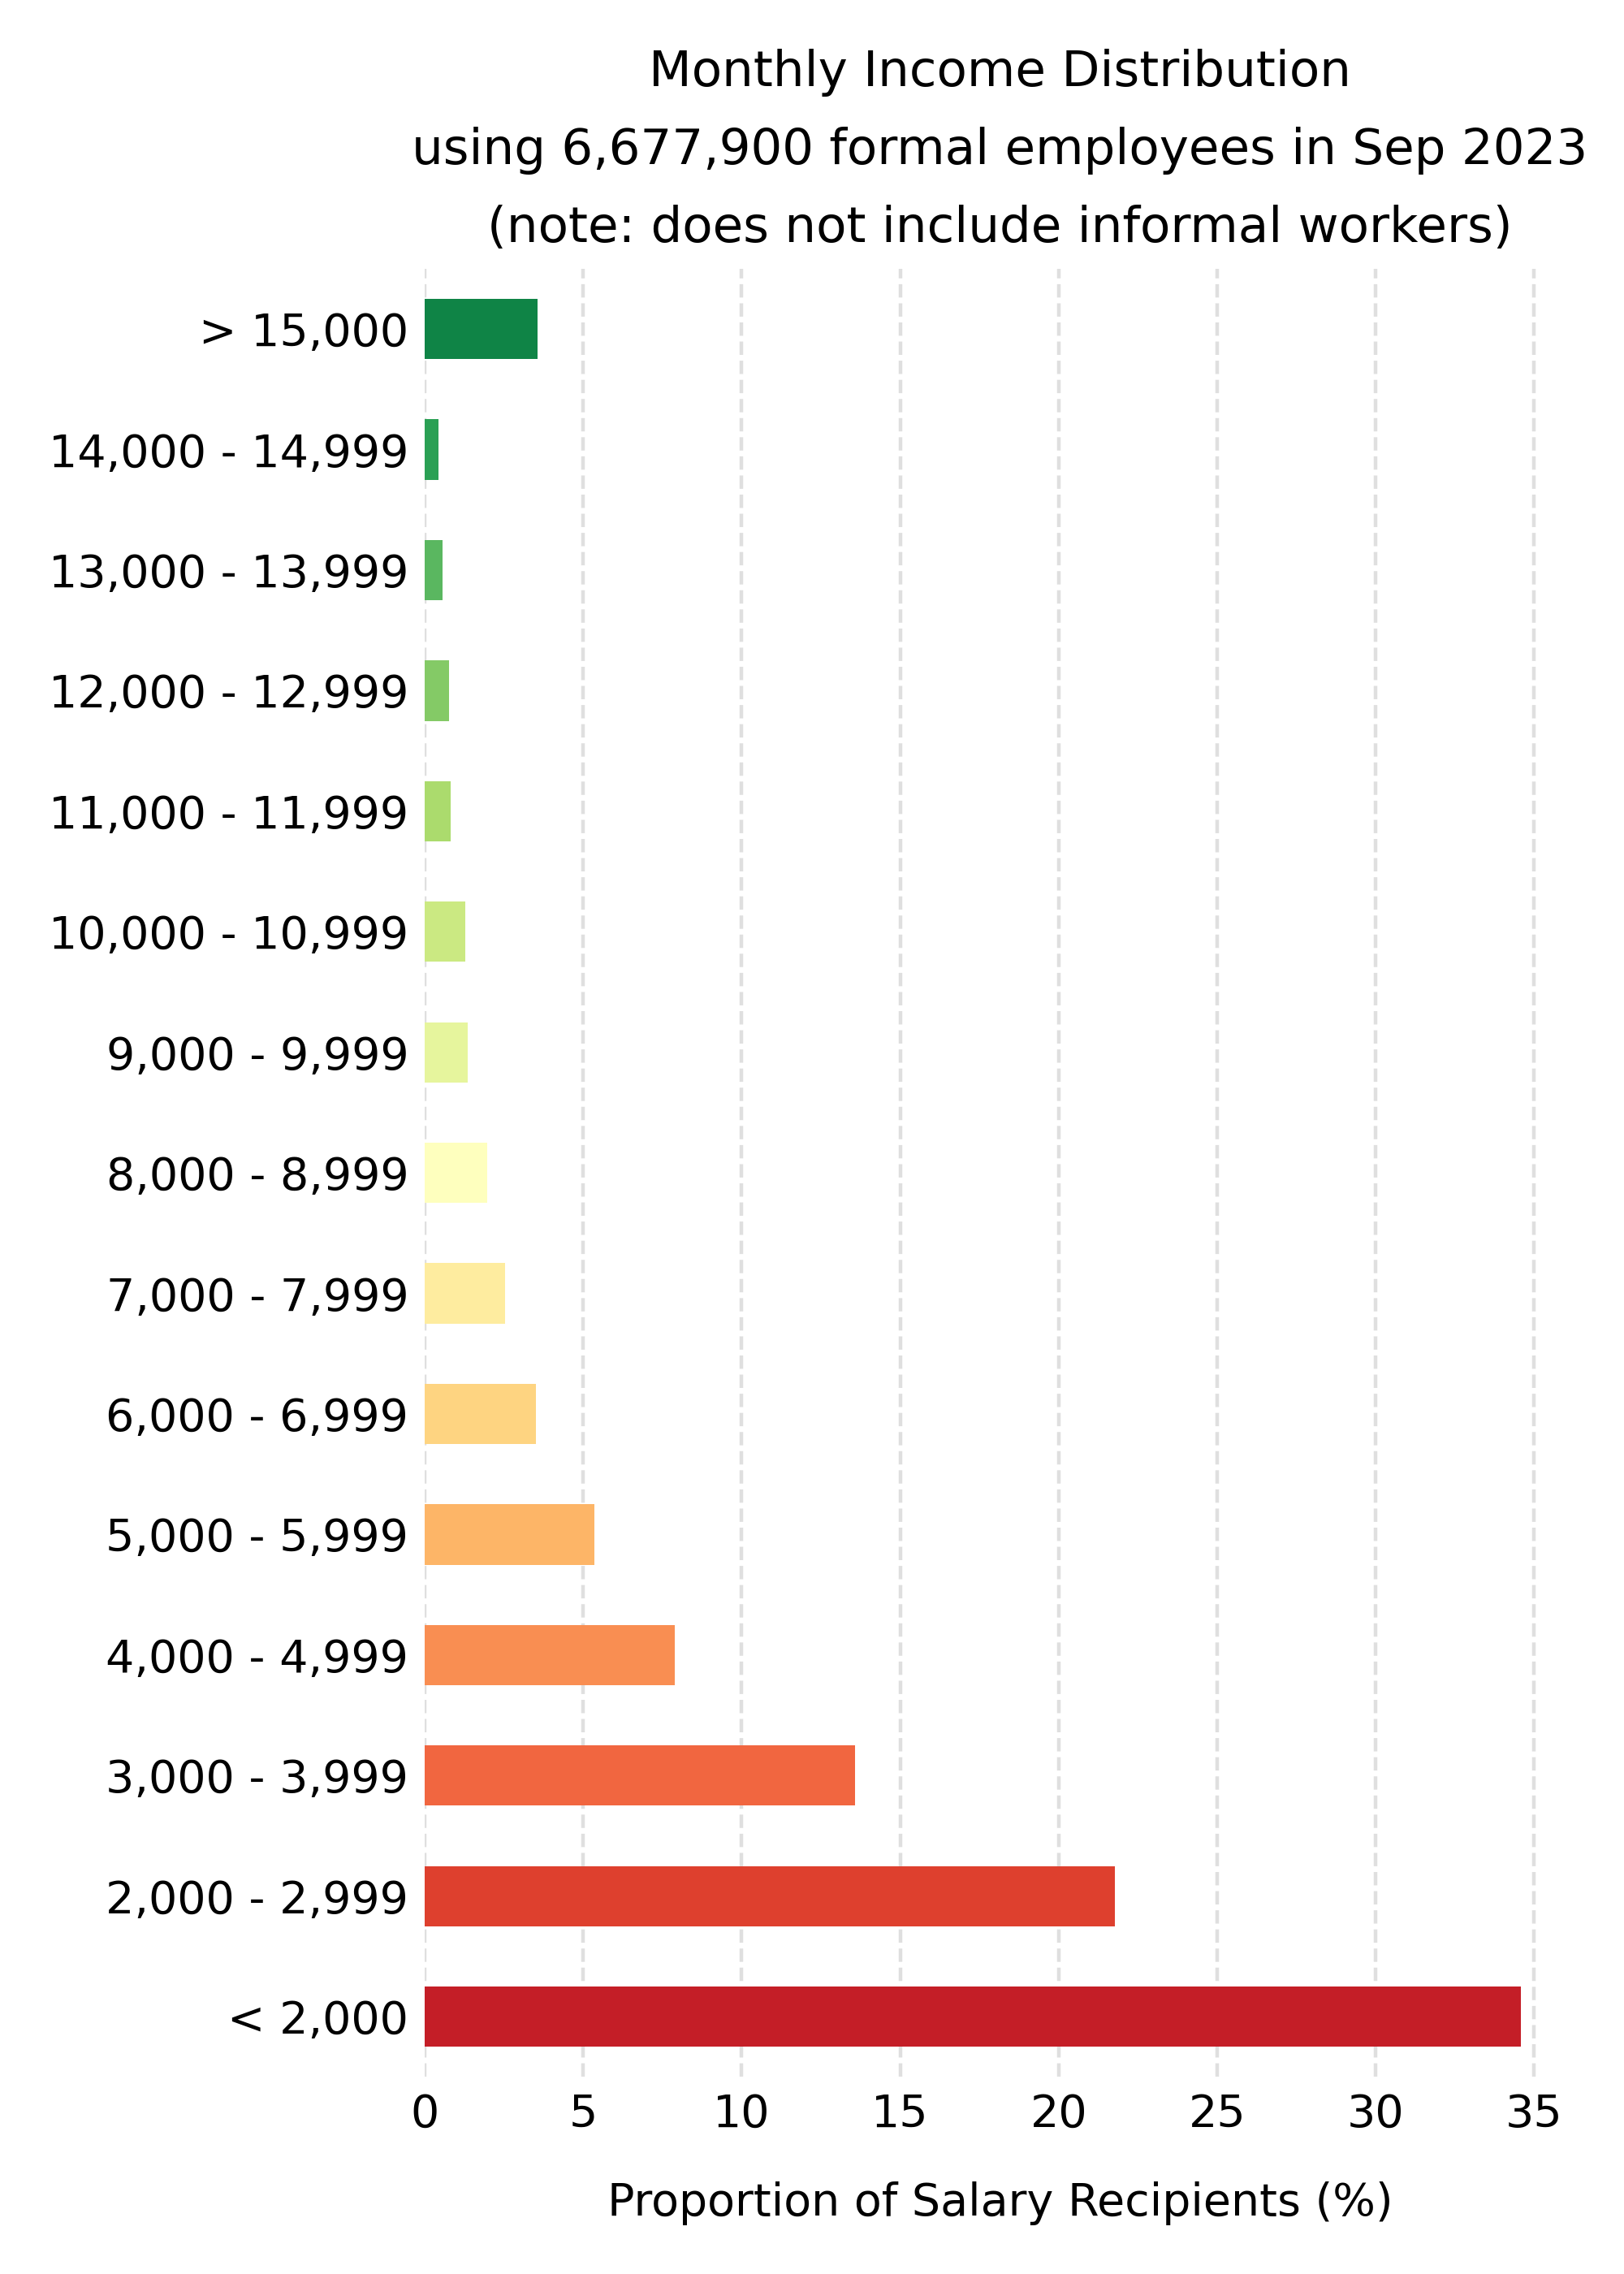 Monthly Income Distribution
using 6,677,900 formal employees in Sep 2023
(note: does not include informal workers)
> 15,000
14,000 - 14,999
13,000 - 13,999
12,000 - 12,999
11,000 - 11,999
10,000 - 10,999
9,000 - 9,999
8,000 - 8,999
7,000 - 7,999
6,000 - 6,999
5,000 - 5,999
4,000 - 4,999
3,000 - 3,999
2,000 - 2,999
< 2,000
0 5 10 15 20 25 30 35
Proportion of Salary Recipients (%)